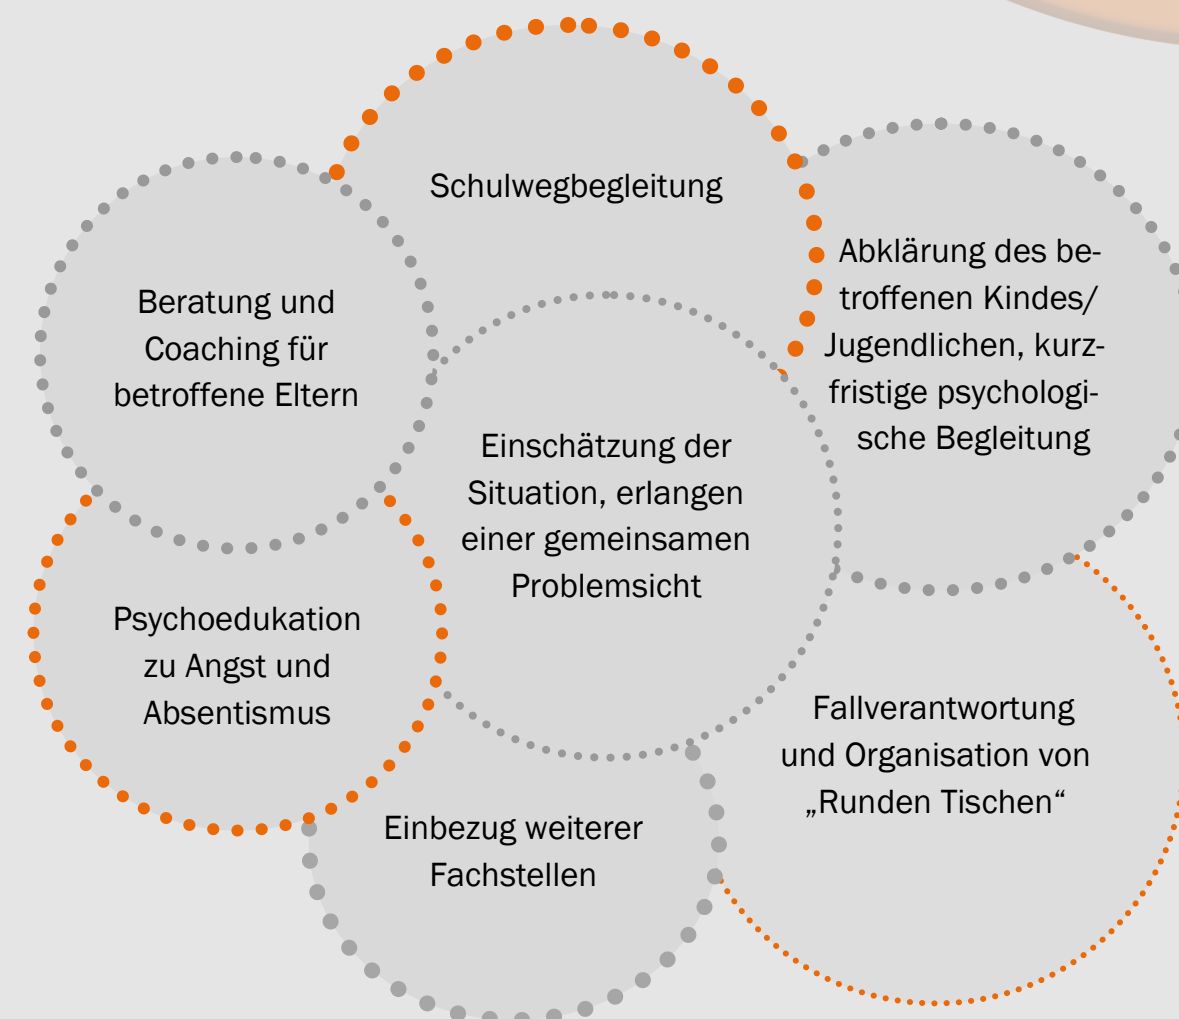 Schulwegbegleitung
Abklärung des be-
troffenen Kindes/
Jugendlichen, kurz-
fristige psychologi-
sche Begleitung
Beratung und
Coaching für
betroffene Eltern
Einschätzung der
Situation, erlangen
einer gemeinsamen
Problemsicht
Psychoedukation
zu Angst und
Absentismus
Fallverantwortung
und Organisation von
„Runden Tischen“
Einbezug weiterer
Fachstellen